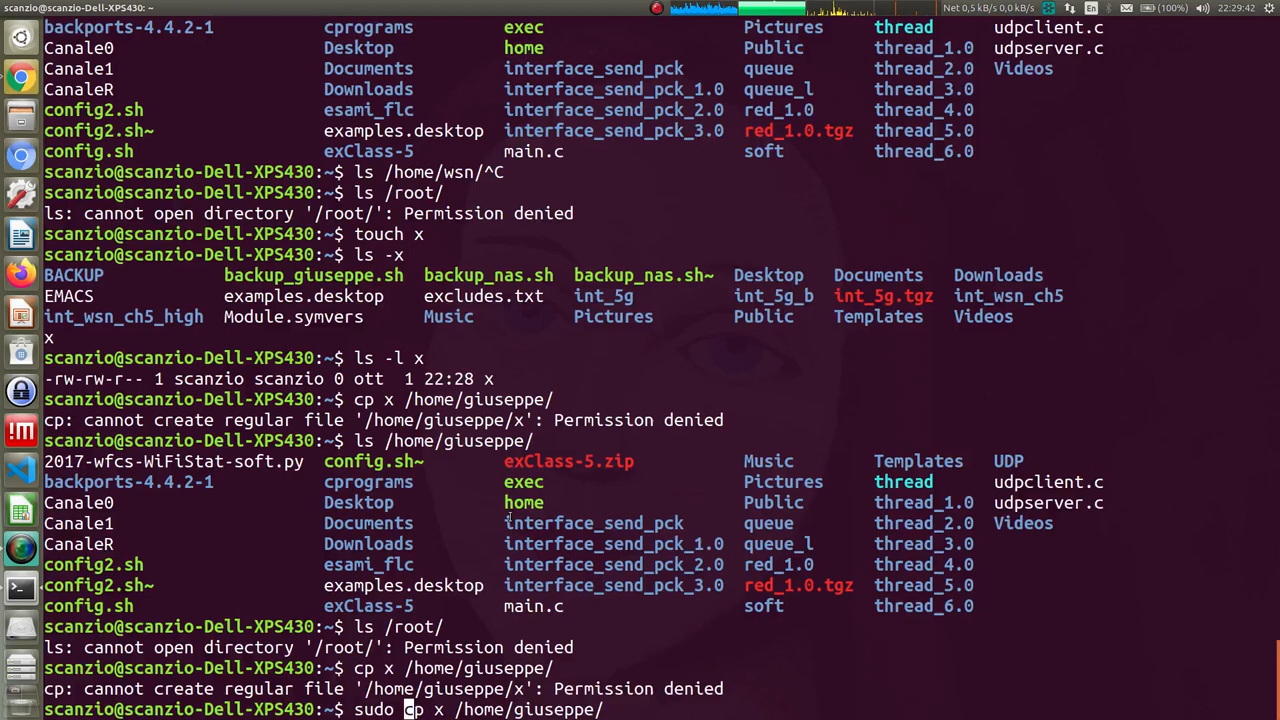 scanzio@scanzio-Dell-XPS430: ~ Net 0,5 kB/s 0,0 kB/s En (100%) 22:29:42
backports-4.4.2-1 cprograms exec Pictures thread udpclient.c
Canale0 Desktop home Public thread_1.0 udpserver.c
Canale1 Documents interface_send_pck queue thread_2.0 Videos
CanaleR Downloads interface_send_pck_1.0 queue_l thread_3.0
config2.sh esami_flc interface_send_pck_2.0 red_1.0 thread_4.0
config2.sh~ examples.desktop interface_send_pck_3.0 red_1.0.tgz thread_5.0
config.sh exClass-5 main.c soft thread_6.0
scanzio@scanzio-Dell-XPS430:~$ ls /home/wsn/^C
scanzio@scanzio-Dell-XPS430:~$ ls /root/
ls: cannot open directory '/root/': Permission denied
scanzio@scanzio-Dell-XPS430:~$ touch x
scanzio@scanzio-Dell-XPS430:~$ ls -x
BACKUP backup_giuseppe.sh backup_nas.sh backup_nas.sh~ Desktop Documents Downloads
EMACS examples.desktop excludes.txt int_5g int_5g_b int_5g.tgz int_wsn_ch5
int_wsn_ch5_high Module.symvers Music Pictures Public Templates Videos
x
scanzio@scanzio-Dell-XPS430:~$ ls -l x
-rw-rw-r-- 1 scanzio scanzio 0 ott  1 22:28 x
scanzio@scanzio-Dell-XPS430:~$ cp x /home/giuseppe/
cp: cannot create regular file '/home/giuseppe/x': Permission denied
scanzio@scanzio-Dell-XPS430:~$ ls /home/giuseppe/
2017-wfcs-WiFiStat-soft.py config.sh~ exClass-5.zip Music Templates UDP
backports-4.4.2-1 cprograms exec Pictures thread udpclient.c
Canale0 Desktop home Public thread_1.0 udpserver.c
Canale1 Documents interface_send_pck queue thread_2.0 Videos
CanaleR Downloads interface_send_pck_1.0 queue_l thread_3.0
config2.sh esami_flc interface_send_pck_2.0 red_1.0 thread_4.0
config2.sh~ examples.desktop interface_send_pck_3.0 red_1.0.tgz thread_5.0
config.sh exClass-5 main.c soft thread_6.0
scanzio@scanzio-Dell-XPS430:~$ ls /root/
ls: cannot open directory '/root/': Permission denied
scanzio@scanzio-Dell-XPS430:~$ cp x /home/giuseppe/
cp: cannot create regular file '/home/giuseppe/x': Permission denied
scanzio@scanzio-Dell-XPS430:~$ sudo cp x /home/giuseppe/